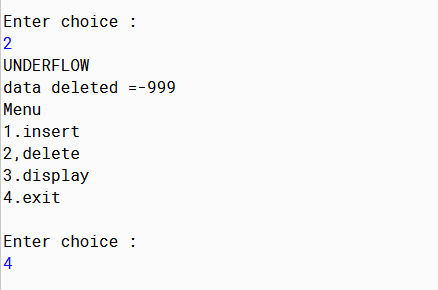 Enter choice :
2
UNDERFLOW
data deleted =-999
Menu
1.insert
2,delete
3.display
4.exit
Enter choice :
4